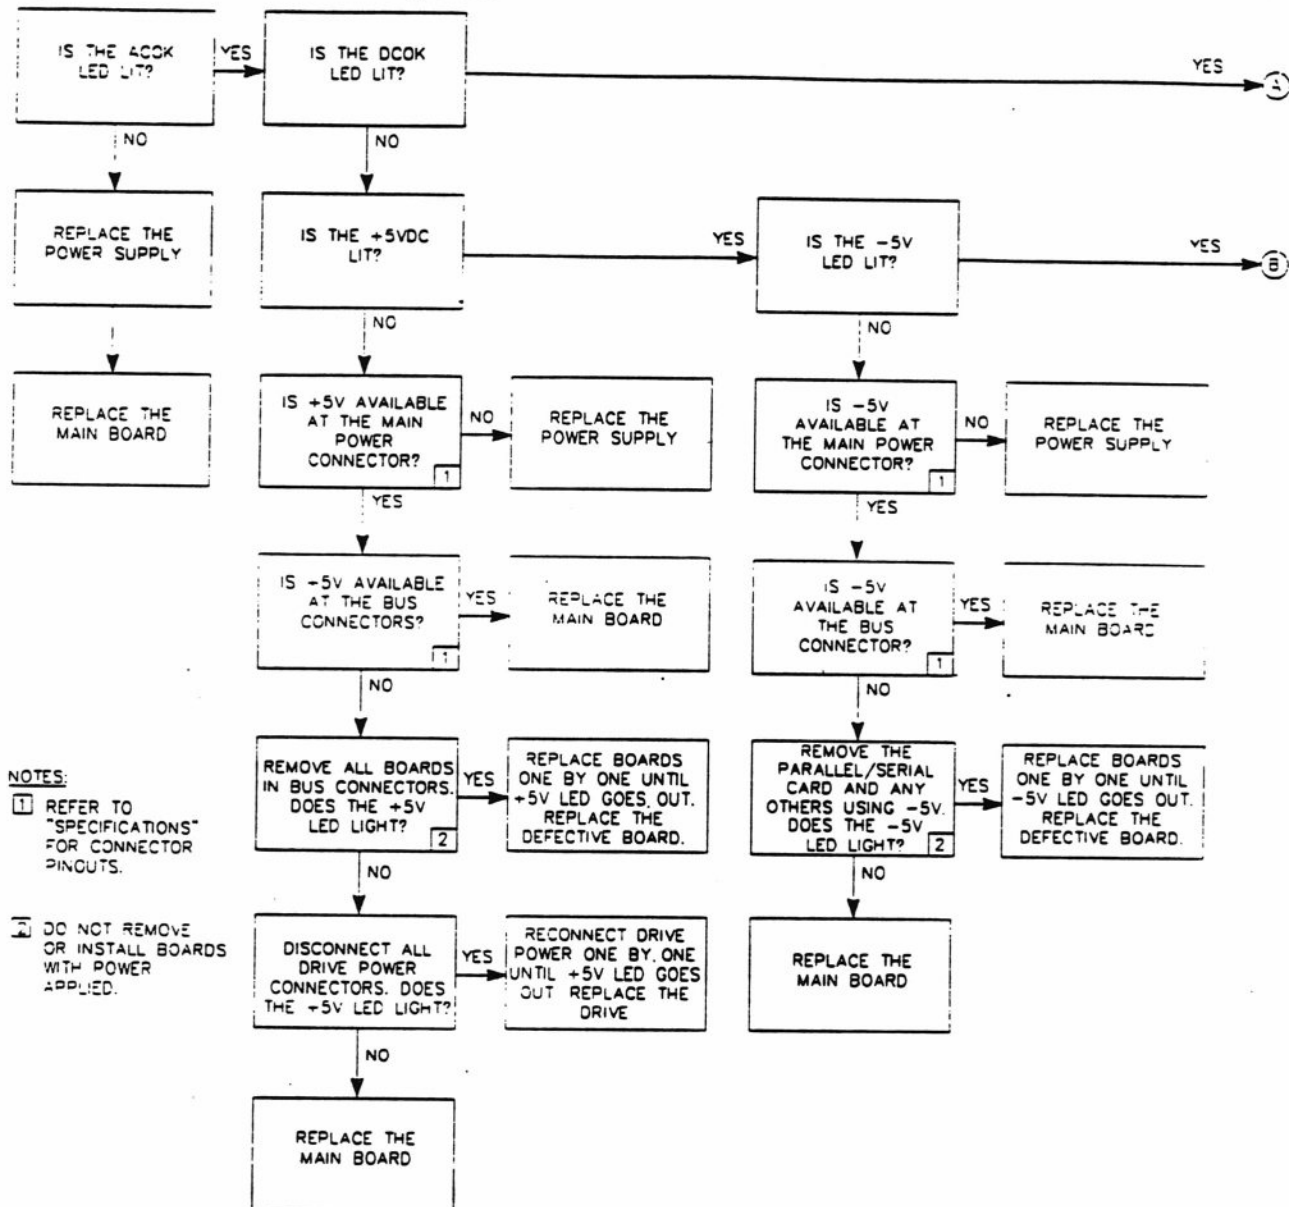 IS THE ACOK
LED LIT?
YES
IS THE DCOK
LED LIT?
YES
A
NO
NO
REPLACE THE
POWER SUPPLY
IS THE +5VDC
LIT?
YES
IS THE -5V
LED LIT?
YES
B
NO
NO
REPLACE THE
MAIN BOARD
IS +5V AVAILABLE
AT THE MAIN
POWER
CONNECTOR?
1
NO
REPLACE THE
POWER SUPPLY
IS -5V
AVAILABLE AT
THE MAIN POWER
CONNECTOR?
1
NO
REPLACE THE
POWER SUPPLY
YES
YES
IS +5V AVAILABLE
AT THE BUS
CONNECTORS?
1
YES
REPLACE THE
MAIN BOARD
IS -5V
AVAILABLE AT
THE BUS
CONNECTOR?
1
YES
REPLACE THE
MAIN BOARD
NO
NO
REMOVE ALL BOARDS
IN BUS CONNECTORS.
DOES THE +5V
LED LIGHT?
2
YES
REPLACE BOARDS
ONE BY ONE UNTIL
+5V LED GOES OUT.
REPLACE THE
DEFECTIVE BOARD.
REMOVE THE
PARALLEL/SERIAL
CARD AND ANY
OTHERS USING -5V.
DOES THE -5V
LED LIGHT?
2
YES
REPLACE BOARDS
ONE BY ONE UNTIL
-5V LED GOES OUT.
REPLACE THE
DEFECTIVE BOARD.
NO
NO
DISCONNECT ALL
DRIVE POWER
CONNECTORS. DOES
THE +5V LED LIGHT?
YES
RECONNECT DRIVE
POWER ONE BY ONE
UNTIL +5V LED GOES
OUT REPLACE THE
DRIVE
REPLACE THE
MAIN BOARD
NO
REPLACE THE
MAIN BOARD
NOTES:
1 REFER TO
"SPECIFICATIONS"
FOR CONNECTOR
PINOUTS.
2 DO NOT REMOVE
OR INSTALL BOARDS
WITH POWER
APPLIED.